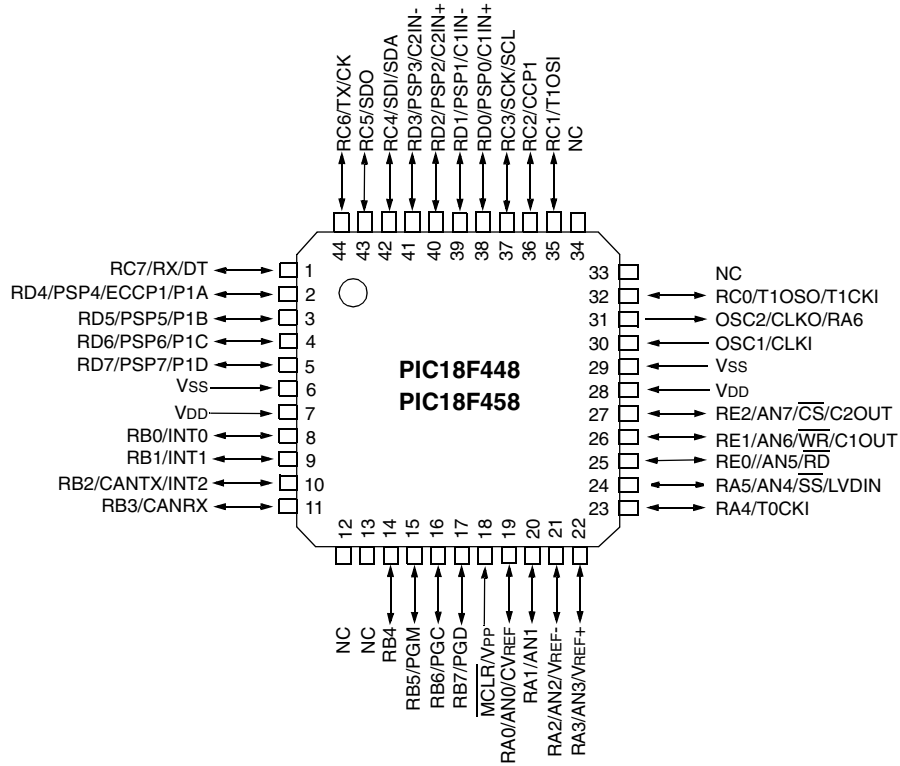 RC6/TX/CK
RC5/SDO
RC4/SDI/SDA
RD3/PSP3/C2IN-
RD2/PSP2/C2IN+
RD1/PSP1/C1IN-
RD0/PSP0/C1IN+
RC3/SCK/SCL
RC2/CCP1
RC1/T1OSI
NC
44
43
42
41
40
39
38
37
36
35
34
RC7/RX/DT 1
RD4/PSP4/ECCP1/P1A 2
RD5/PSP5/P1B 3
RD6/PSP6/P1C 4
RD7/PSP7/P1D 5
VSS 6
VDD 7
RB0/INT0 8
RB1/INT1 9
RB2/CANTX/INT2 10
RB3/CANRX 11
PIC18F448
PIC18F458
33 NC
32 RC0/T1OSO/T1CKI
31 OSC2/CLKO/RA6
30 OSC1/CLKI
29 VSS
28 VDD
27 RE2/AN7/CS/C2OUT
26 RE1/AN6/WR/C1OUT
25 RE0//AN5/RD
24 RA5/AN4/SS/LVDIN
23 RA4/T0CKI
12
13
14
15
16
17
18
19
20
21
22
NC
NC
RB4
RB5/PGM
RB6/PGC
RB7/PGD
MCLR/VPP
RA0/AN0/CVREF
RA1/AN1
RA2/AN2/VREF-
RA3/AN3/VREF+